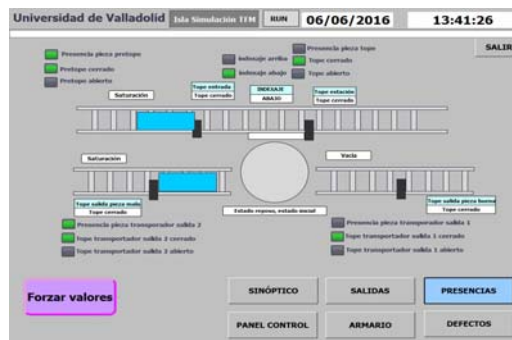 Universidad de Valladolid
Isla Simulación TFM
RUN
06/06/2016
13:41:26
SALIR
Presencia pieza pretope
Pretope cerrado
Pretope abierto
Indexaje arriba
Indexaje abajo
Presencia pieza tope
Tope cerrado
Tope abierto
Saturación
Tope entrada
Tope cerrado
INDEXAJE
ABAJO
Tope estación
Tope cerrado
Saturación
Vacía
Tope salida pieza mala
Tope cerrado
Estado reposo, estado inicial
Tope salida pieza buena
Tope cerrado
Presencia pieza transporador salida 2
Tope transportador salida 2 cerrado
Tope transportador salida 2 abierto
Presencia pieza transporador salida 1
Tope transportador salida 1 cerrado
Tope transportador salida 1 abierto
Forzar valores
SINÓPTICO
SALIDAS
PRESENCIAS
PANEL CONTROL
ARMARIO
DEFECTOS